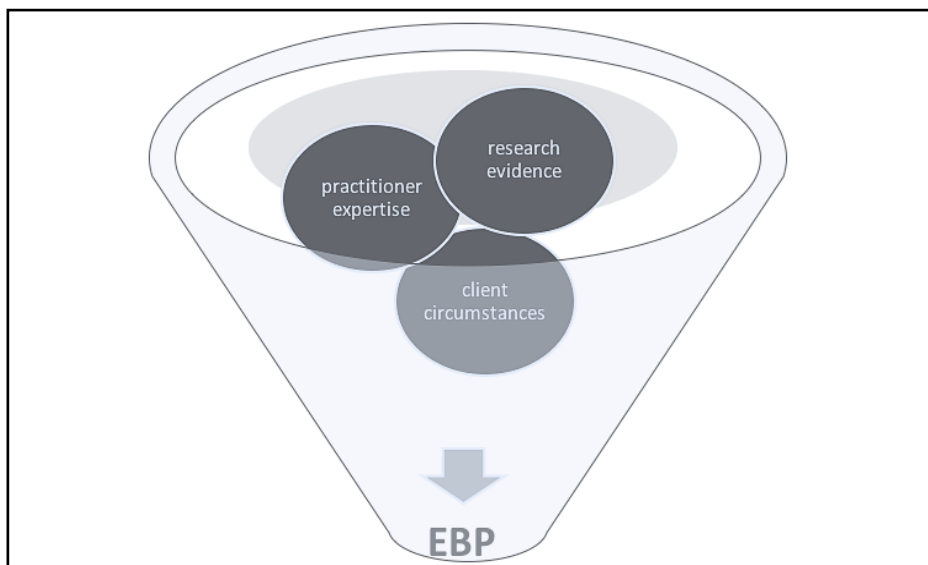 research
evidence
practitioner
expertise
client
circumstances
EBP